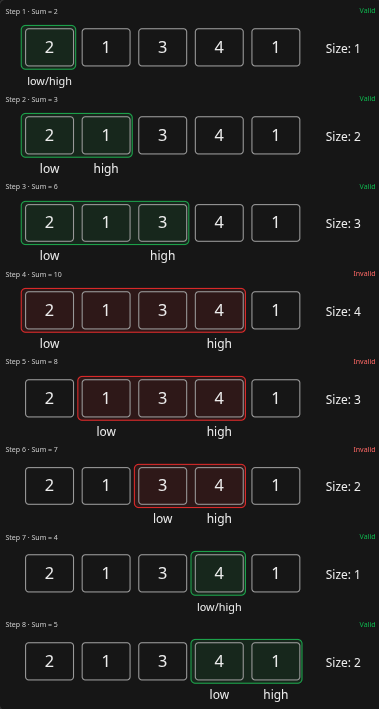 Step 1 · Sum = 2 Valid
2 1 3 4 1 Size: 1
low/high
Step 2 · Sum = 3 Valid
2 1 3 4 1 Size: 2
low high
Step 3 · Sum = 6 Valid
2 1 3 4 1 Size: 3
low high
Step 4 · Sum = 10 Invalid
2 1 3 4 1 Size: 4
low high
Step 5 · Sum = 8 Invalid
2 1 3 4 1 Size: 3
low high
Step 6 · Sum = 7 Invalid
2 1 3 4 1 Size: 2
low high
Step 7 · Sum = 4 Valid
2 1 3 4 1 Size: 1
low/high
Step 8 · Sum = 5 Valid
2 1 3 4 1 Size: 2
low high